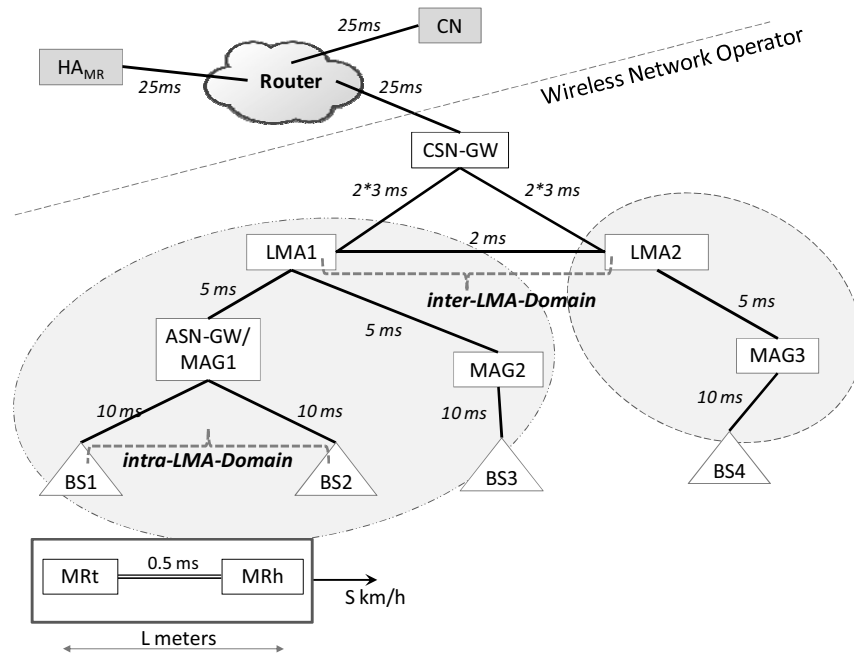 25ms
CN
HAMR
25ms
Router
25ms
Wireless Network Operator
CSN-GW
2*3 ms
2*3 ms
2 ms
LMA1
LMA2
inter-LMA-Domain
5 ms
5 ms
5 ms
ASN-GW/
MAG1
MAG2
MAG3
10 ms
10 ms
10 ms
10 ms
intra-LMA-Domain
BS1
BS2
BS3
BS4
0.5 ms
MRt
MRh
S km/h
L meters